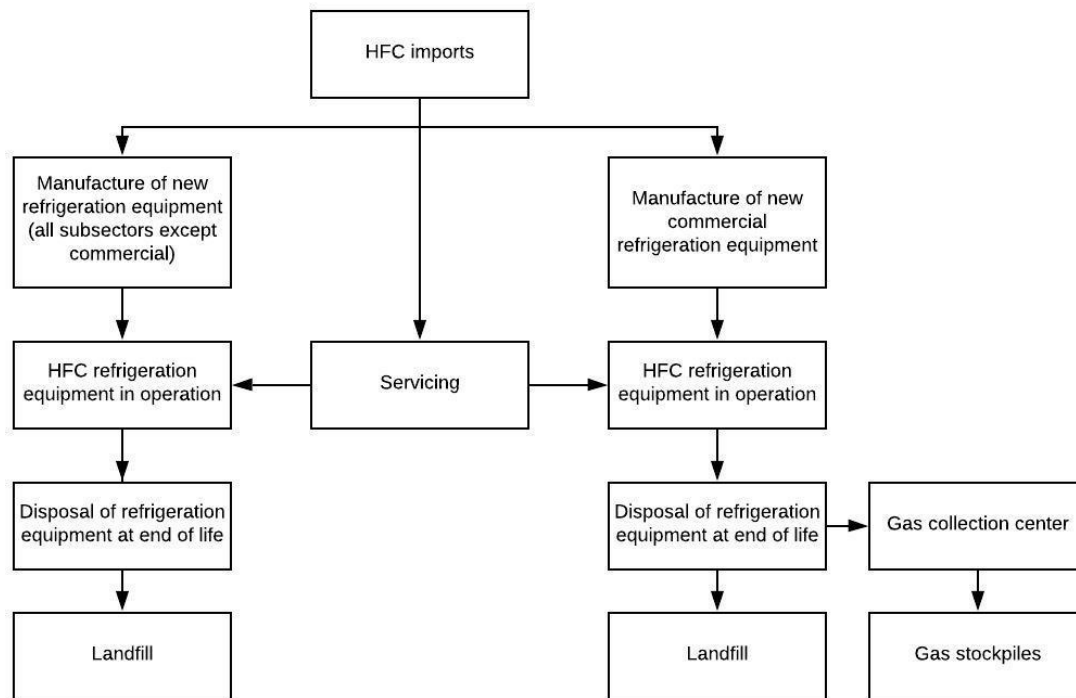 HFC imports
Manufacture of new
refrigeration equipment
(all subsectors except
commercial)
Manufacture of new
commercial
refrigeration equipment
HFC refrigeration
equipment in operation
Servicing
HFC refrigeration
equipment in operation
Disposal of refrigeration
equipment at end of life
Disposal of refrigeration
equipment at end of life
Gas collection center
Landfill
Landfill
Gas stockpiles